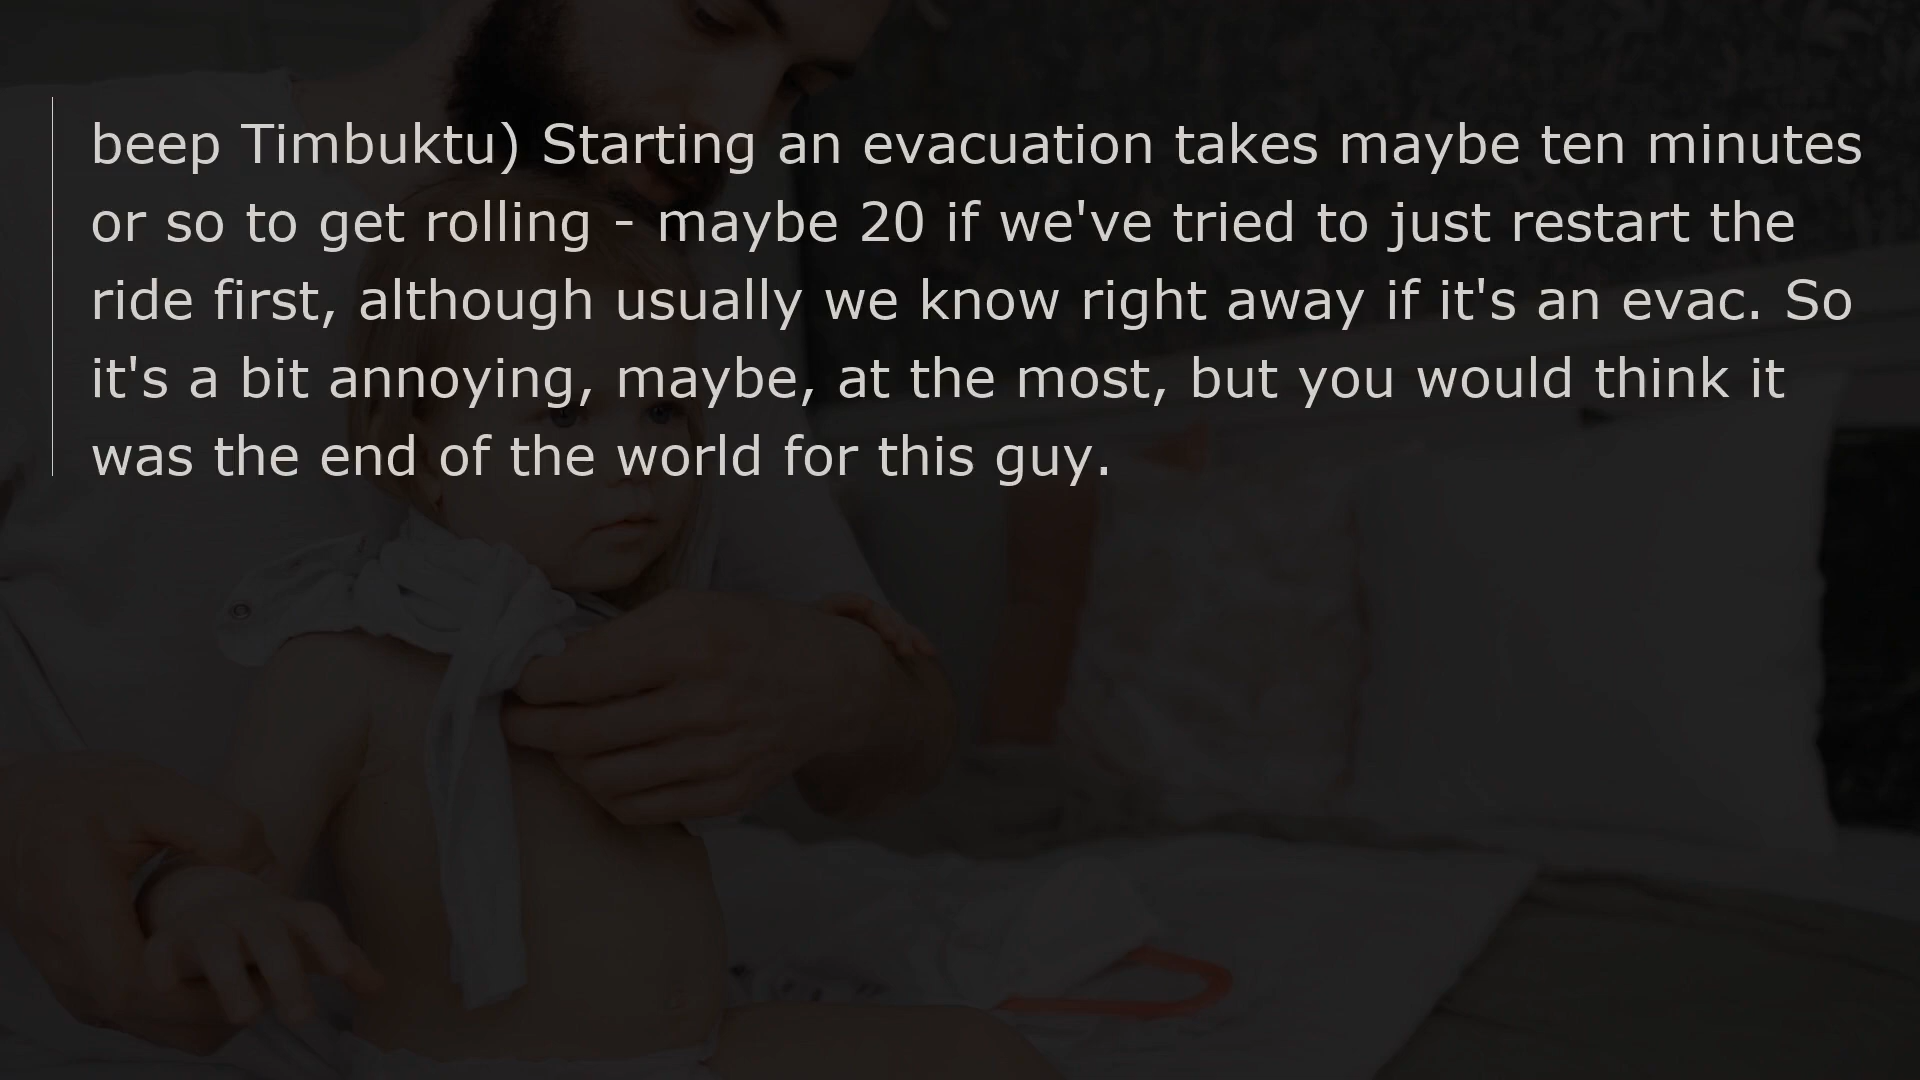 beep Timbuktu) Starting an evacuation takes maybe ten minutes
or so to get rolling - maybe 20 if we've tried to just restart the
ride first, although usually we know right away if it's an evac. So
it's a bit annoying, maybe, at the most, but you would think it
was the end of the world for this guy.